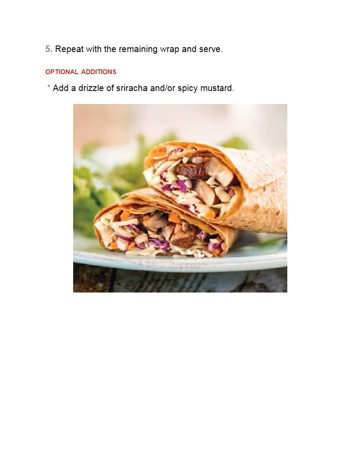 5. Repeat with the remaining wrap and serve.
OPTIONAL ADDITIONS
* Add a drizzle of sriracha and/or spicy mustard.